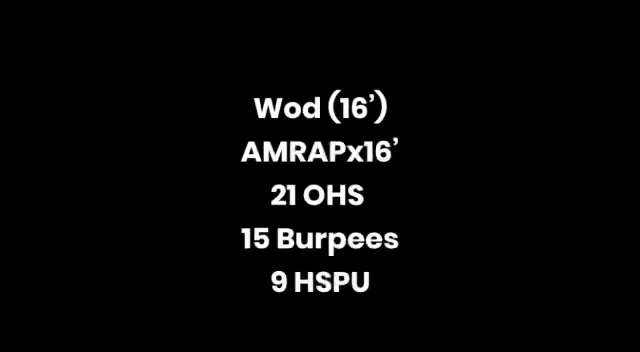 Wod (16’)
AMRAPx16’
21 OHS
15 Burpees
9 HSPU